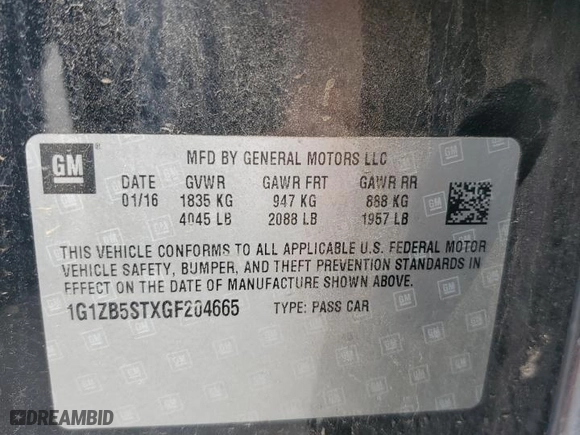 GM
MFD BY GENERAL MOTORS LLC
DATE GVWR GAWR FRT GAWR RR
01/16 1835 KG 947 KG 888 KG
4045 LB 2088 LB 1957 LB
THIS VEHICLE CONFORMS TO ALL APPLICABLE U.S. FEDERAL MOTOR
VEHICLE SAFETY, BUMPER, AND THEFT PREVENTION STANDARDS IN
EFFECT ON THE DATE OF MANUFACTURE SHOWN ABOVE.
1G1ZB5STXGF204665 TYPE: PASS CAR
DREAMBID